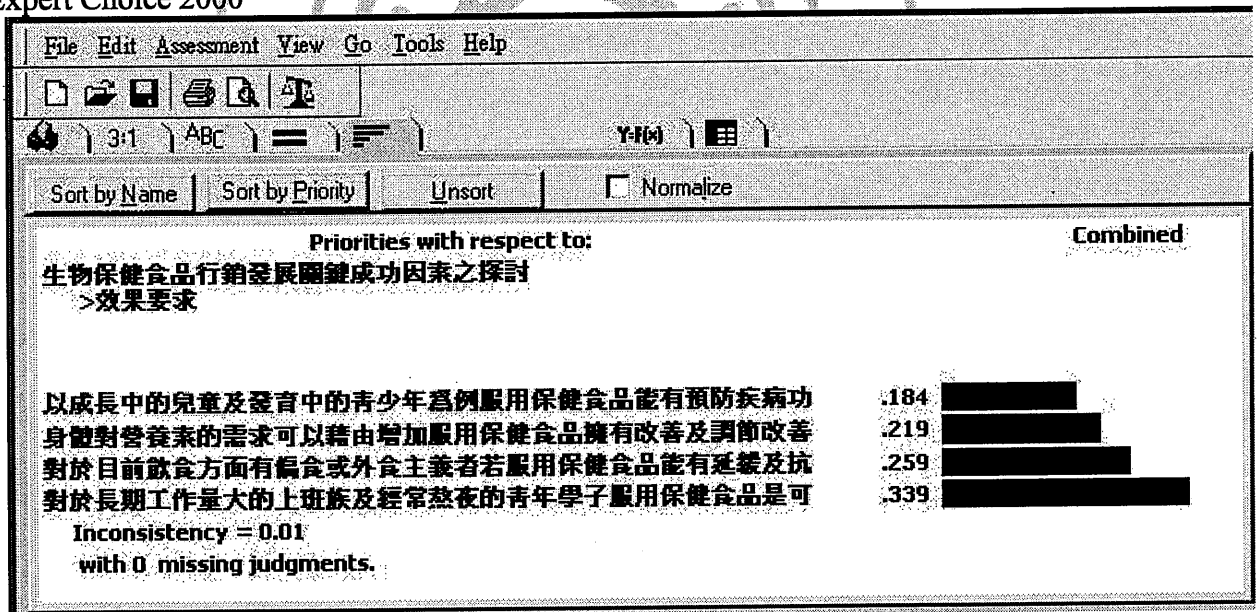 Expert Choice 2000
File Edit Assessment View Go Tools Help
3:1 ABC Y=F(x)
Sort by Name Sort by Priority Unsort Normalize
Priorities with respect to: Combined
生物保健食品行銷發展關鍵成功因素之探討
>效果要求
以成長中的兒童及發育中的青少年為例服用保健食品能有預防疾病功 .184
身體對營養素的需求可以藉由增加服用保健食品擁有改善及調節改善 .219
對於目前飲食方面有偏食或外食主義者若服用保健食品能有延緩及抗 .259
對於長期工作量大的上班族及經常熬夜的青年學子服用保健食品是可 .339
Inconsistency = 0.01
with 0 missing judgments.